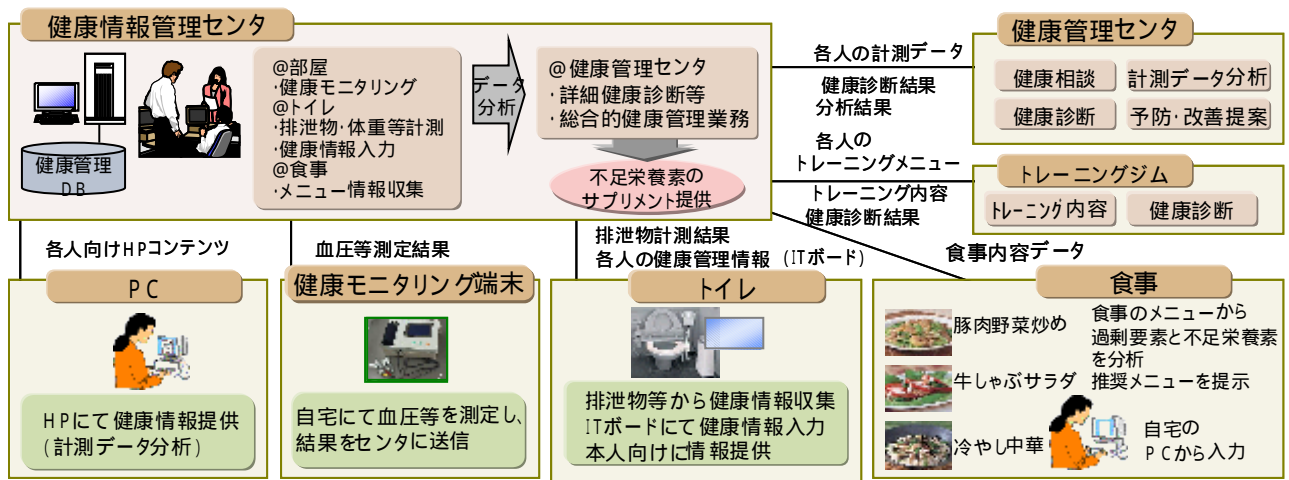 健康情報管理センタ
健康管理
DB
@部屋
・健康モニタリング
@トイレ
・排泄物・体重等計測
・健康情報入力
@食事
・メニュー情報収集
データ
分析
@健康管理センタ
・詳細健康診断等
・総合的健康管理業務
不足栄養素の
サプリメント提供
各人の計測データ
健康診断結果
分析結果
各人の
トレーニングメニュー
トレーニング内容
健康診断結果
健康管理センタ
健康相談
計測データ分析
健康診断
予防・改善提案
トレーニングジム
トレーニング内容
健康診断
各人向けHPコンテンツ
血圧等測定結果
排泄物計測結果
各人の健康管理情報（ITボード）
食事内容データ
PC
HPにて健康情報提供
(計測データ分析)
健康モニタリング端末
自宅にて血圧等を測定し、
結果をセンタに送信
トイレ
排泄物等から健康情報収集
ITボードにて健康情報入力
本人向けに情報提供
食事
豚肉野菜炒め
牛しゃぶサラダ
冷やし中華
食事のメニューから
過剰要素と不足栄養素
を分析
推奨メニューを提示
自宅の
PCから入力